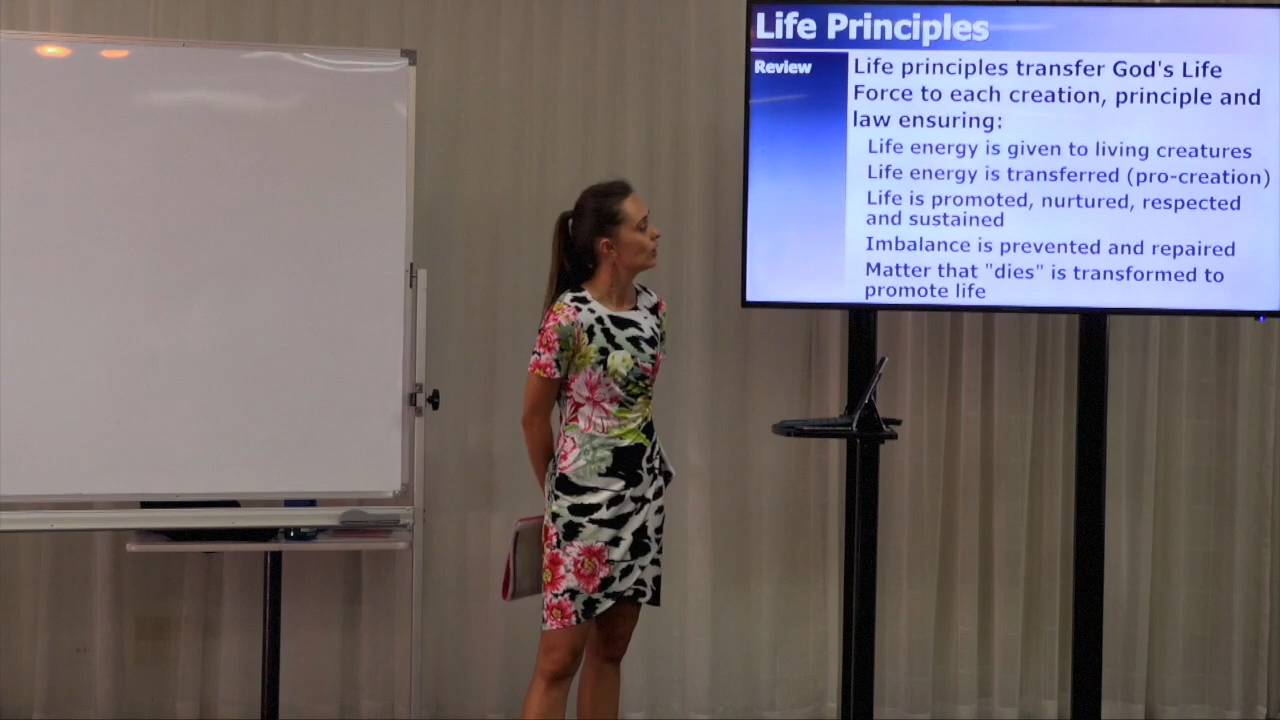 Life Principles
Review
Life principles transfer God's Life
Force to each creation, principle and
law ensuring:
Life energy is given to living creatures
Life energy is transferred (pro-creation)
Life is promoted, nurtured, respected
and sustained
Imbalance is prevented and repaired
Matter that "dies" is transformed to
promote life